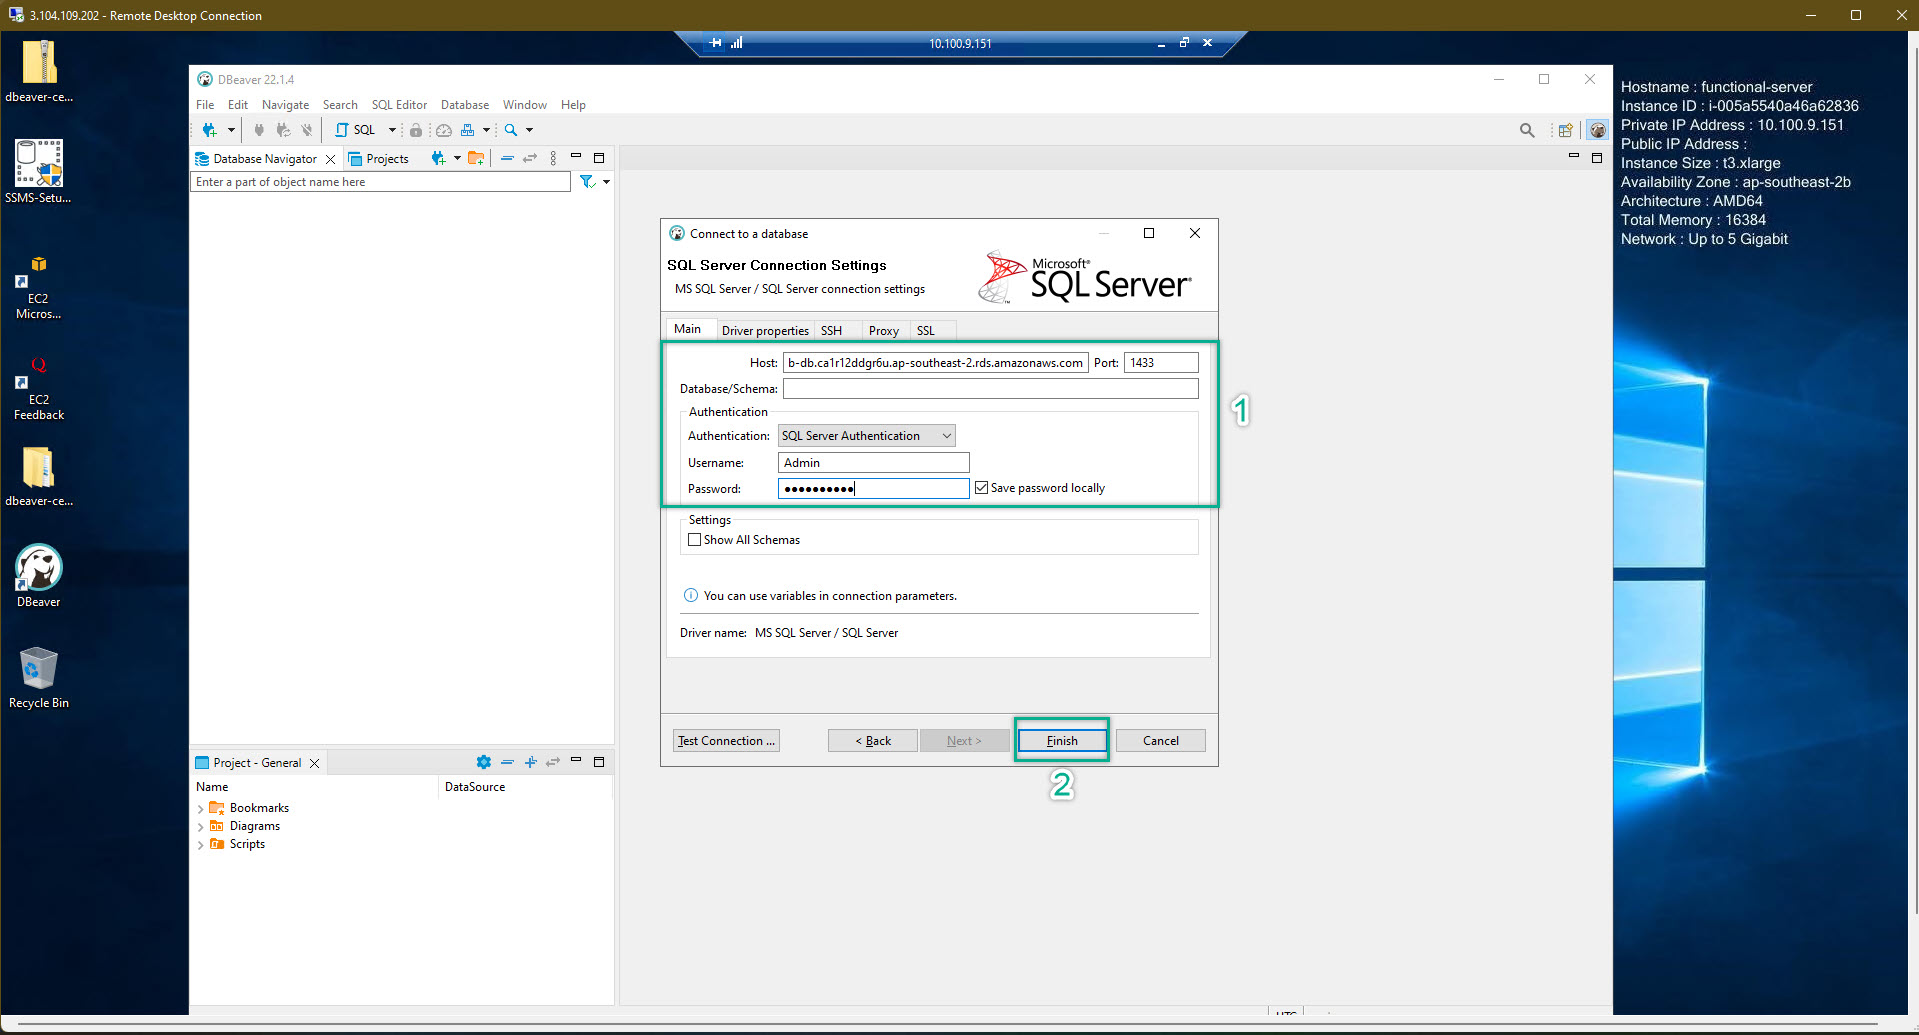 3.104.109.202 - Remote Desktop Connection
10.100.9.151
dbeaver-ce...
SSMS-Setu...
EC2
Micros...
EC2
Feedback
dbeaver-ce...
DBeaver
Recycle Bin
DBeaver 22.1.4
File Edit Navigate Search SQL Editor Database Window Help
SQL
Database Navigator Projects
Enter a part of object name here
Hostname : functional-server
Instance ID : i-005a5540a46a62836
Private IP Address : 10.100.9.151
Public IP Address :
Instance Size : t3.xlarge
Availability Zone : ap-southeast-2b
Architecture : AMD64
Total Memory : 16384
Network : Up to 5 Gigabit
Connect to a database
SQL Server Connection Settings
MS SQL Server / SQL Server connection settings
Microsoft®
SQL Server®
Main Driver properties SSH Proxy SSL
Host: b-db.ca1r12ddgr6u.ap-southeast-2.rds.amazonaws.com Port: 1433
Database/Schema:
Authentication
Authentication: SQL Server Authentication
Username: Admin
Password: ●●●●●●●●●● Save password locally
1
Settings
Show All Schemas
You can use variables in connection parameters.
Driver name: MS SQL Server / SQL Server
Test Connection ... < Back Next > Finish Cancel
2
Project - General
Name DataSource
Bookmarks
Diagrams
Scripts